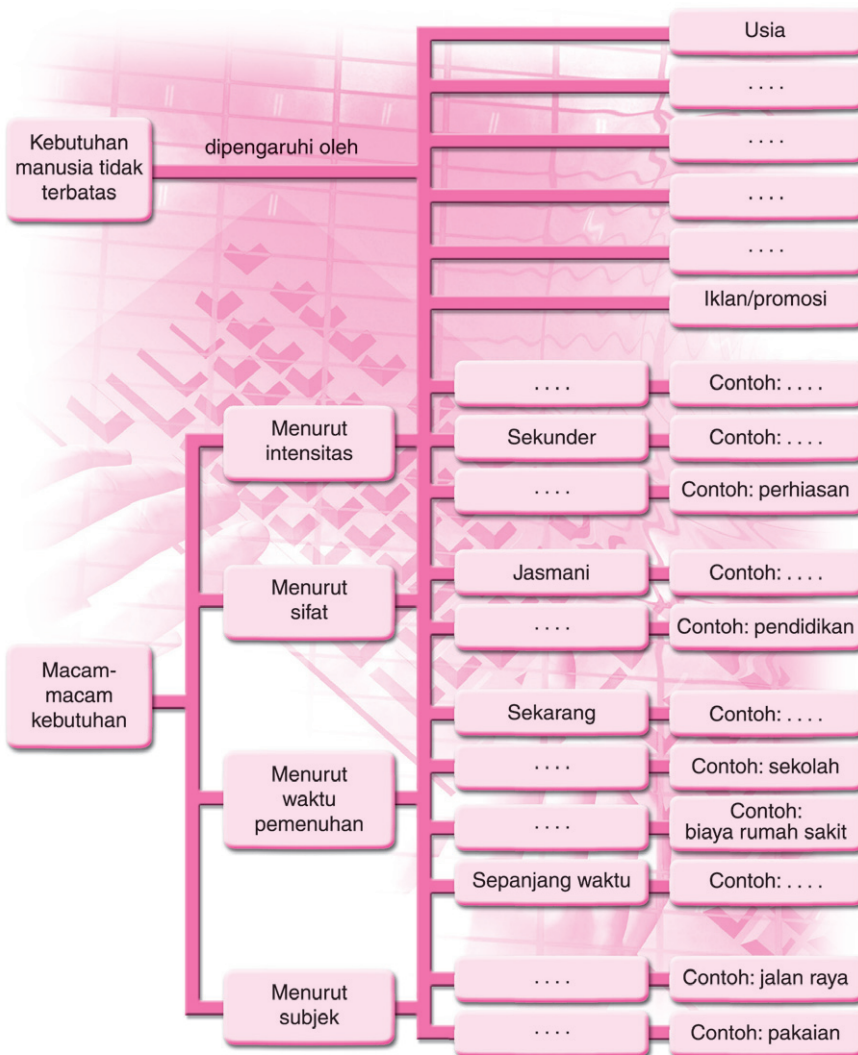 Usia
. . . .
. . . .
. . . .
. . . .
Iklan/promosi
Kebutuhan
manusia tidak
terbatas
dipengaruhi oleh
Macam-
macam
kebutuhan
Menurut
intensitas
. . . .
Contoh: . . . .
Sekunder
Contoh: . . . .
. . . .
Contoh: perhiasan
Menurut
sifat
Jasmani
Contoh: . . . .
. . . .
Contoh: pendidikan
Menurut
waktu
pemenuhan
Sekarang
Contoh: . . . .
. . . .
Contoh: sekolah
. . . .
Contoh:
biaya rumah sakit
Sepanjang waktu
Contoh: . . . .
Menurut
subjek
. . . .
Contoh: jalan raya
. . . .
Contoh: pakaian